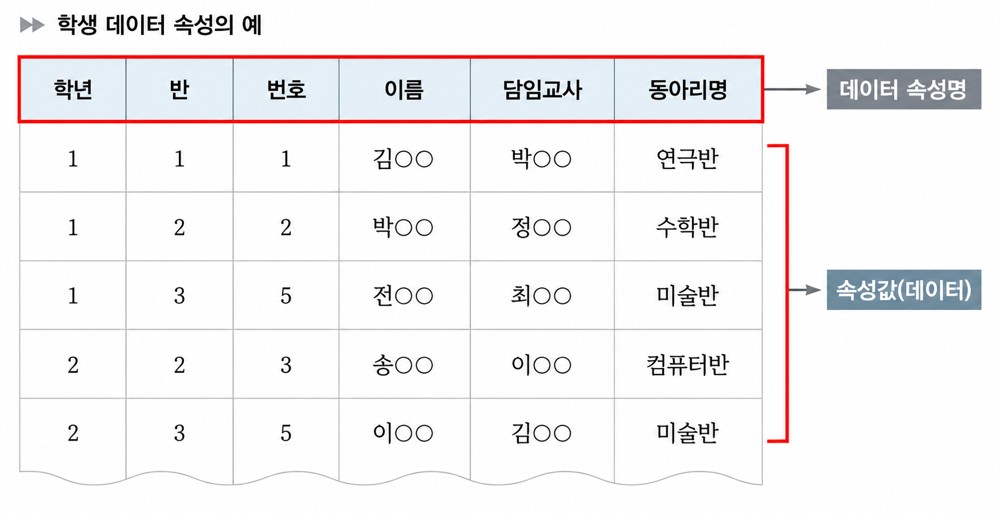 학생 데이터 속성의 예
학년 반 번호 이름 담임교사 동아리명 데이터 속성명
1 1 1 김○○ 박○○ 연극반
1 2 2 박○○ 정○○ 수학반
1 3 5 전○○ 최○○ 미술반
속성값(데이터)
2 2 3 송○○ 이○○ 컴퓨터반
2 3 5 이○○ 김○○ 미술반